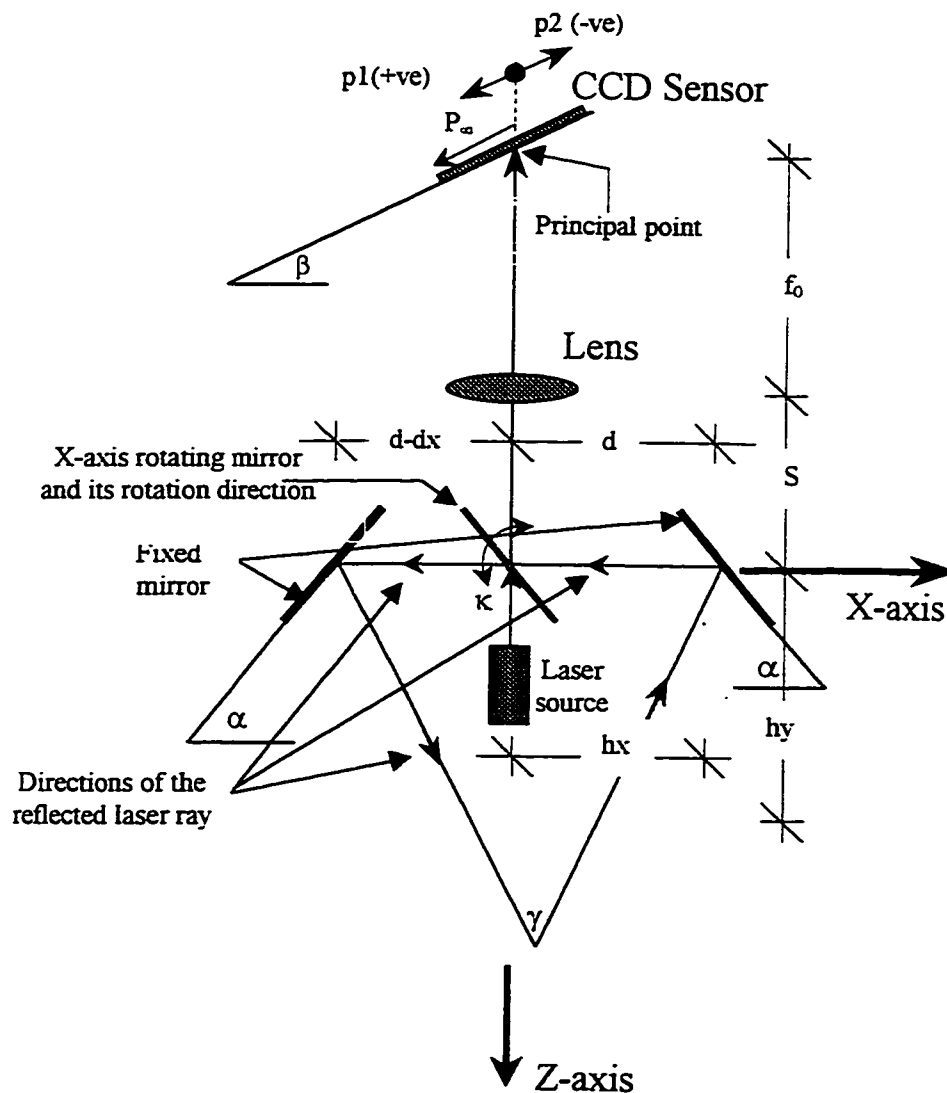 p2 (-ve)
p1(+ve)
CCD Sensor
P∞
Principal point
β
f₀
Lens
d-dx
d
X-axis rotating mirror
and its rotation direction
S
Fixed
mirror
κ
X-axis
Laser
source
α
α
hx
hy
Directions of the
reflected laser ray
γ
Z-axis